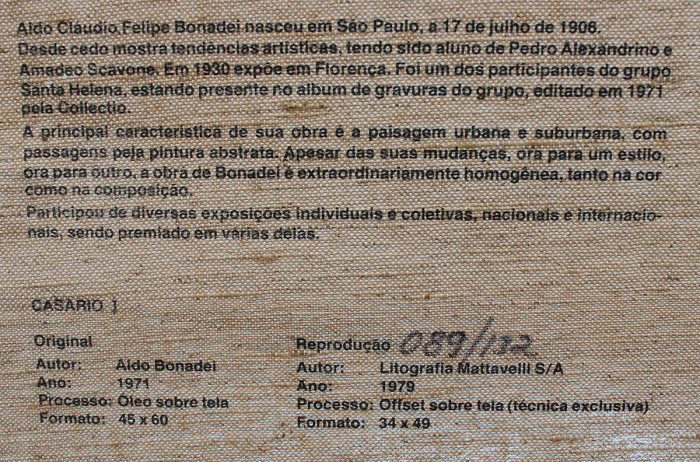 Aldo Cláudio Felipe Bonadei nasceu em São Paulo, a 17 de julho de 1906.
Desde cedo mostra tendências artísticas, tendo sido aluno de Pedro Alexandrino e
Amadeo Scavone. Em 1930 expõe em Florença. Foi um dos participantes do grupo
Santa Helena, estando presente no album de gravuras do grupo, editado em 1971
pela Collectio.
A principal característica de sua obra é a paisagem urbana e suburbana, com
passagens pela pintura abstrata. Apesar das suas mudanças, ora para um estilo,
ora para outro, a obra de Bonadei é extraordinariamente homogênea, tanto na cor
como na composição.
Participou de diversas exposições individuais e coletivas, nacionais e internacio-
nais, sendo premiado em várias delas.
CASARIO 1
Original
Autor: Aldo Bonadei
Ano: 1971
Processo: Óleo sobre tela
Formato: 45 x 60
Reprodução 089/132
Autor: Litografia Mattavelli S/A
Ano: 1979
Processo: Offset sobre tela (técnica exclusiva)
Formato: 34 x 49